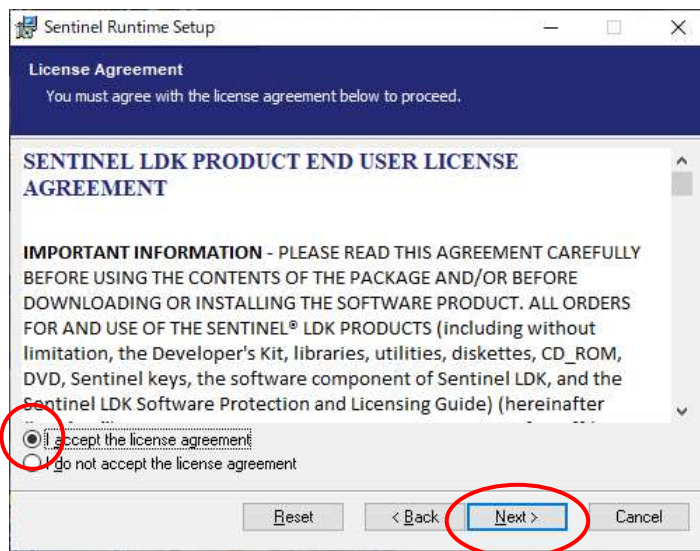 Sentinel Runtime Setup
License Agreement
You must agree with the license agreement below to proceed.
SENTINEL LDK PRODUCT END USER LICENSE
AGREEMENT
IMPORTANT INFORMATION - PLEASE READ THIS AGREEMENT CAREFULLY
BEFORE USING THE CONTENTS OF THE PACKAGE AND/OR BEFORE
DOWNLOADING OR INSTALLING THE SOFTWARE PRODUCT. ALL ORDERS
FOR AND USE OF THE SENTINEL® LDK PRODUCTS (including without
limitation, the Developer's Kit, libraries, utilities, diskettes, CD_ROM,
DVD, Sentinel keys, the software component of Sentinel LDK, and the
Sentinel LDK Software Protection and Licensing Guide) (hereinafter
I accept the license agreement
I do not accept the license agreement
Reset < Back Next > Cancel